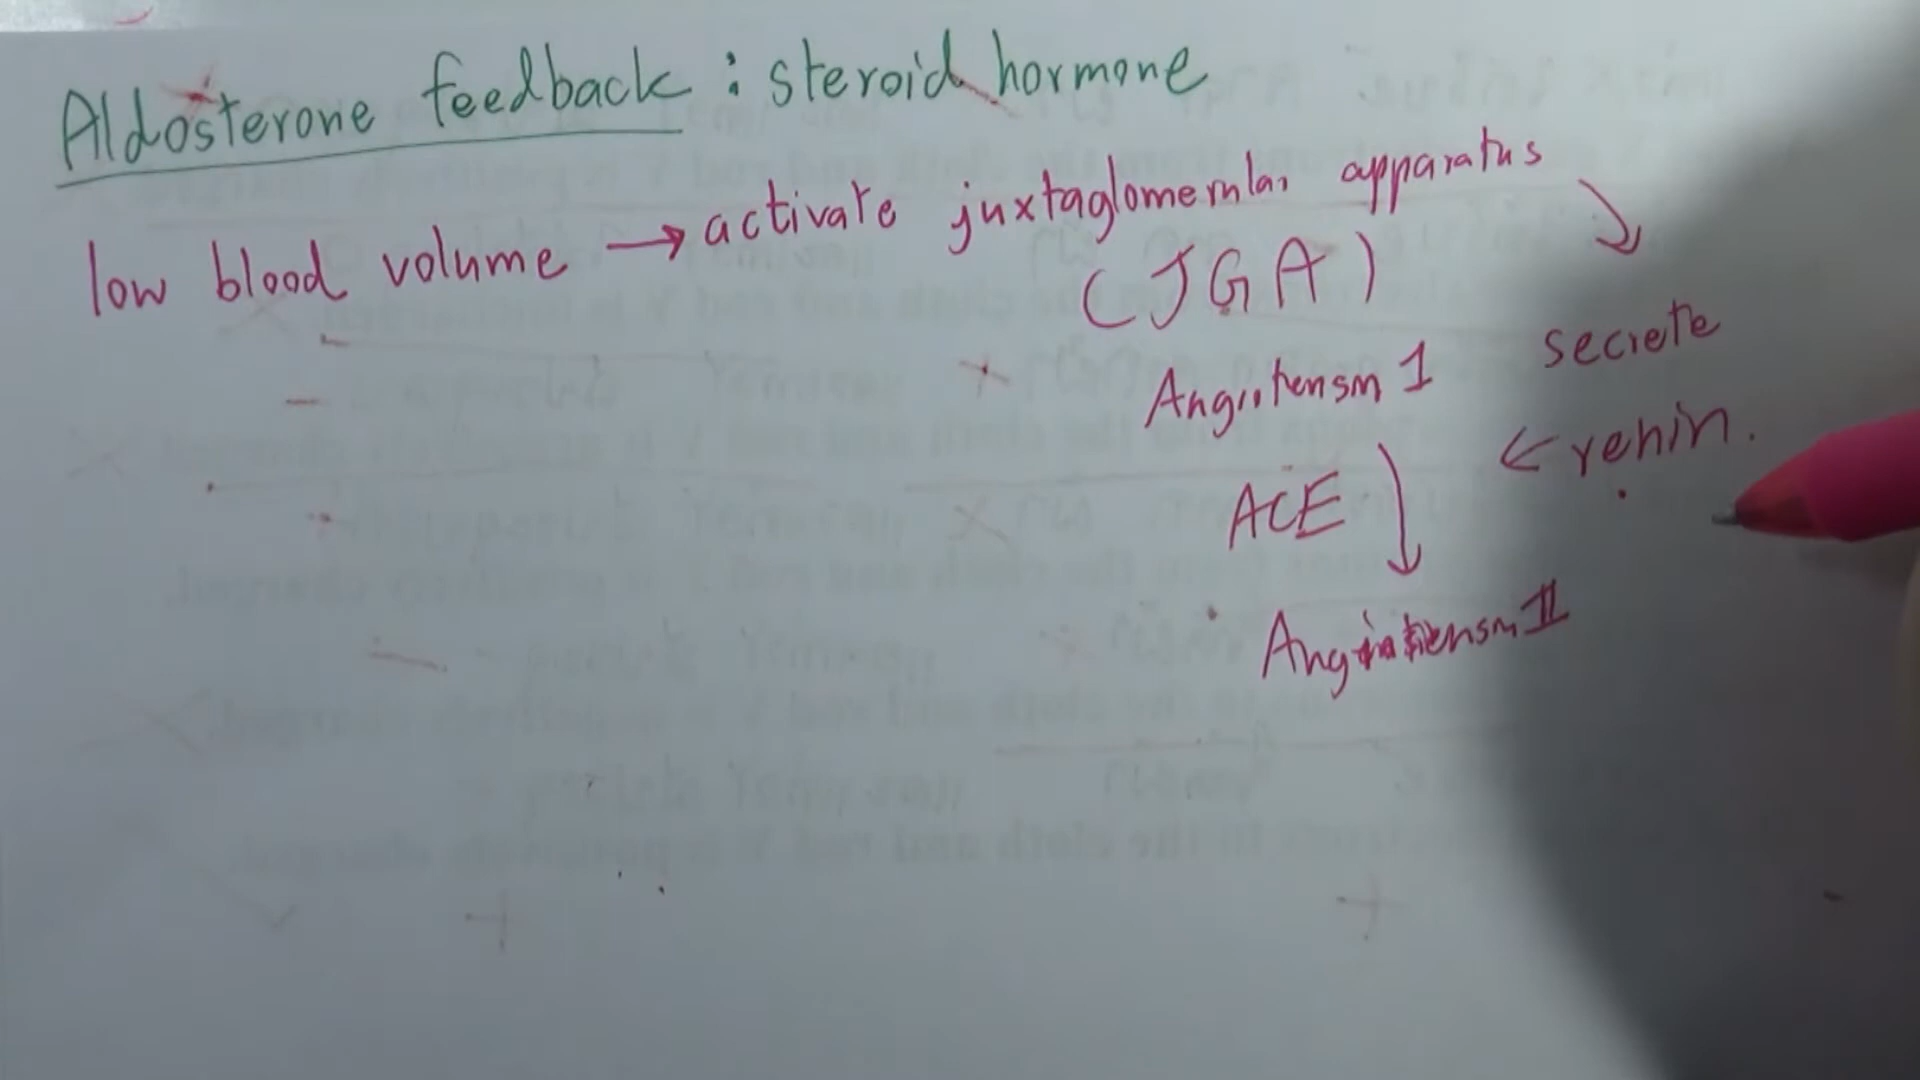 Aldosterone feedback : steroid hormone
low blood volume → activate juxtaglomerular apparatus
(JGA)
secrete
← renin.
Angiotensin 1
ACE
Angiotensin II